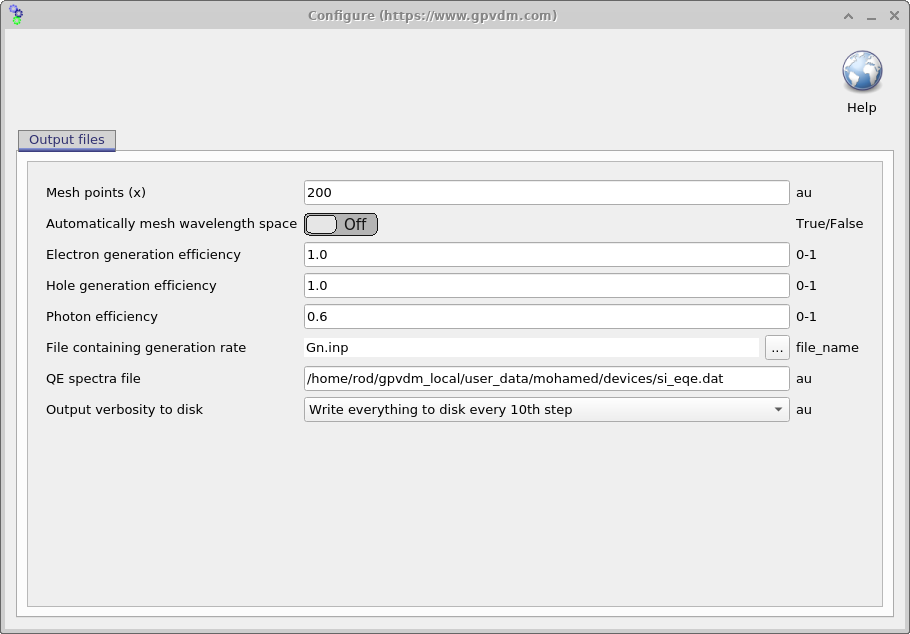 Configure (https://www.gpvdm.com)
Help
Output files
Mesh points (x) 200 au
Automatically mesh wavelength space Off True/False
Electron generation efficiency 1.0 0-1
Hole generation efficiency 1.0 0-1
Photon efficiency 0.6 0-1
File containing generation rate Gn.inp ... file_name
QE spectra file /home/rod/gpvdm_local/user_data/mohamed/devices/si_eqe.dat au
Output verbosity to disk Write everything to disk every 10th step au